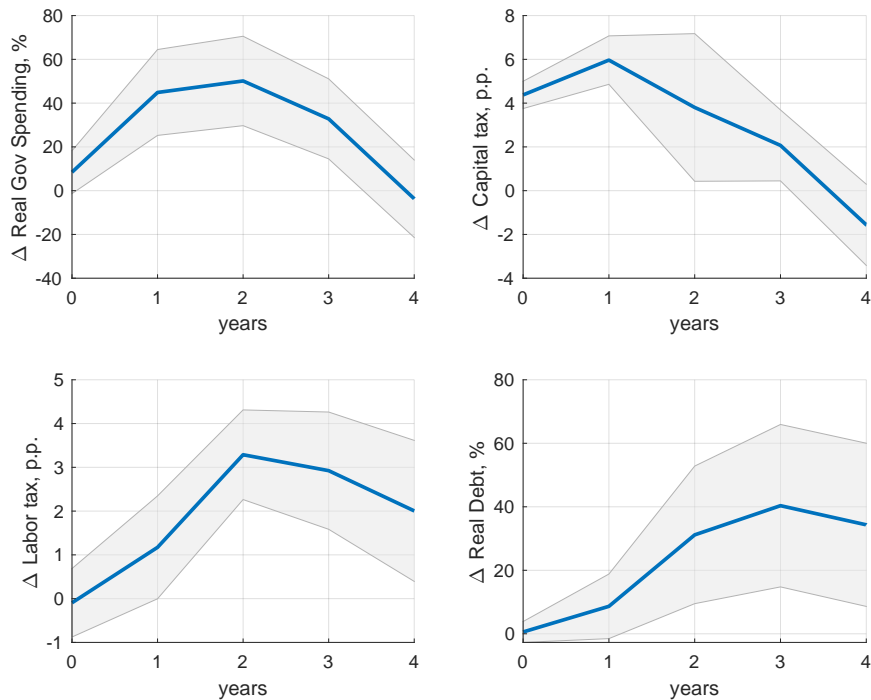 Δ Real Gov Spending, %
80
60
40
20
0
-20
-40
0 1 2 3 4
years
Δ Capital tax, p.p.
8
6
4
2
0
-2
-4
0 1 2 3 4
years
Δ Labor tax, p.p.
5
4
3
2
1
0
-1
0 1 2 3 4
years
Δ Real Debt, %
80
60
40
20
0
0 1 2 3 4
years